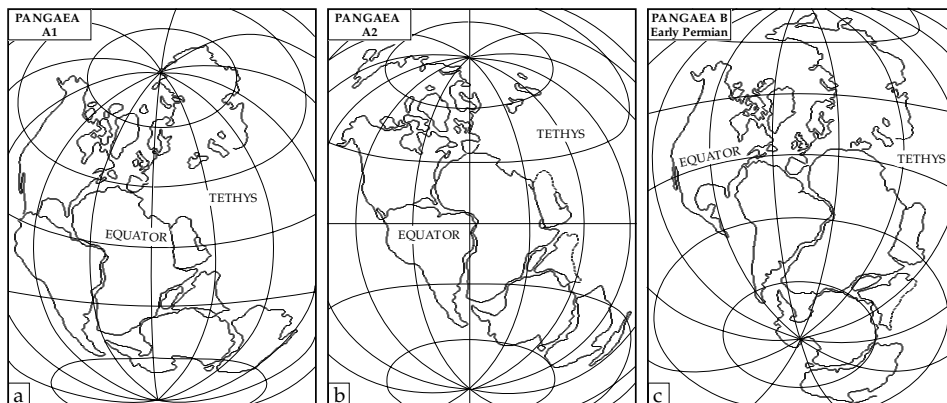 PANGAEA
A1
TETHYS
EQUATOR
a
PANGAEA
A2
TETHYS
EQUATOR
b
PANGAEA B
Early Permian
EQUATOR
TETHYS
c